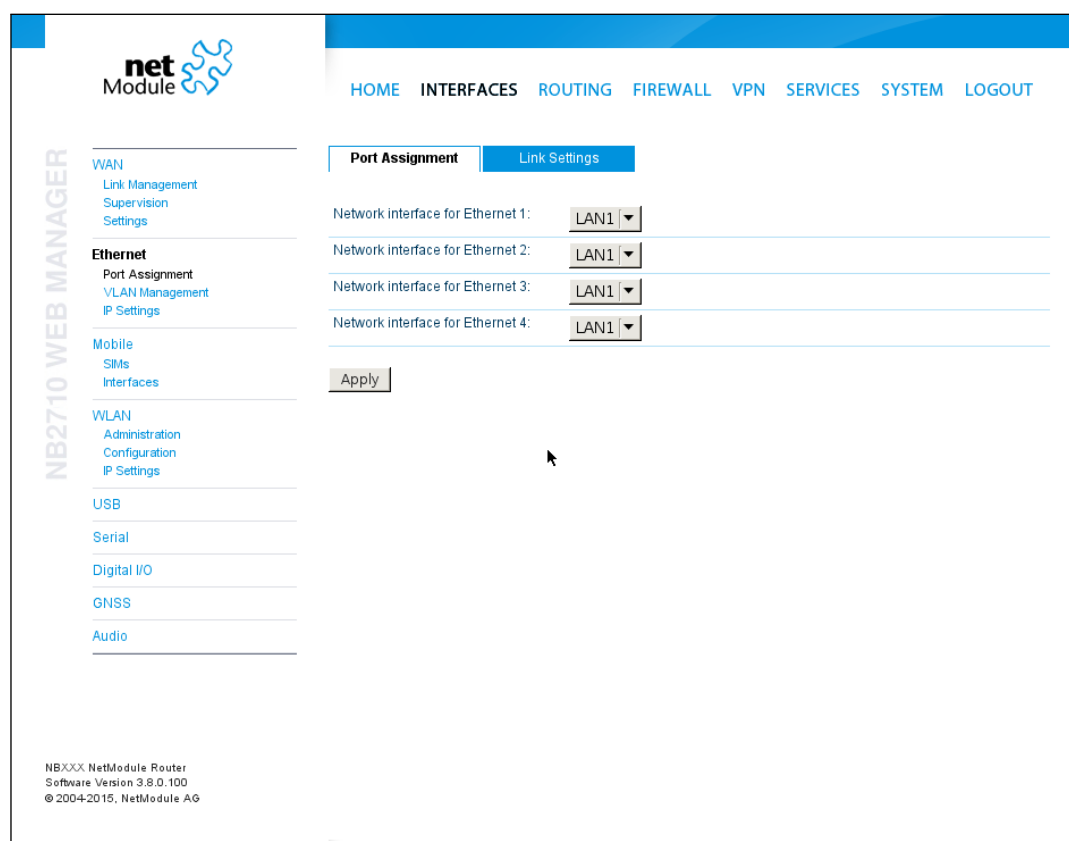 net
Module
HOME INTERFACES ROUTING FIREWALL VPN SERVICES SYSTEM LOGOUT
NB2710 WEB MANAGER
WAN
Link Management
Supervision
Settings
Ethernet
Port Assignment
VLAN Management
IP Settings
Mobile
SIMs
Interfaces
WLAN
Administration
Configuration
IP Settings
USB
Serial
Digital I/O
GNSS
Audio
Port Assignment Link Settings
Network interface for Ethernet 1: LAN1
Network interface for Ethernet 2: LAN1
Network interface for Ethernet 3: LAN1
Network interface for Ethernet 4: LAN1
Apply
NBXXX NetModule Router
Software Version 3.8.0.100
© 2004-2015, NetModule AG